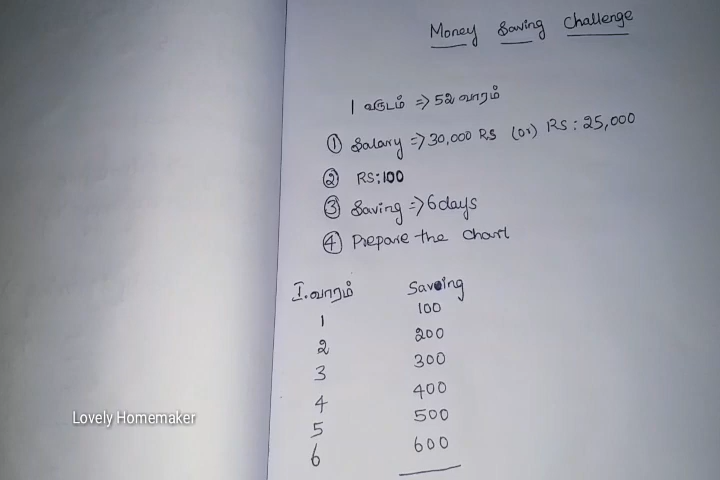 Money Saving Challenge
1 வருடம் => 52 வாரம்
① Salary => 30,000 RS (or) RS : 25,000
② RS:100
③ Saving => 6 days
④ Prepare the Chart
I. வாரம் Saving
1 100
2 200
3 300
4 400
5 500
6 600
Lovely Homemaker